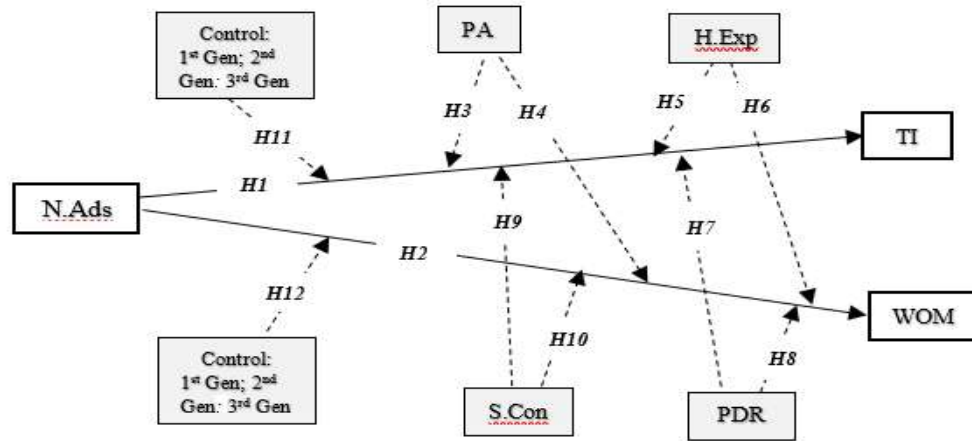 Control:
1st Gen; 2nd
Gen: 3rd Gen
PA
H.Exp
H3
H4
H5
H6
H11
TI
H1
N.Ads
H9
H7
H2
H12
WOM
H10
H8
Control:
1st Gen; 2nd
Gen: 3rd Gen
S.Con
PDR